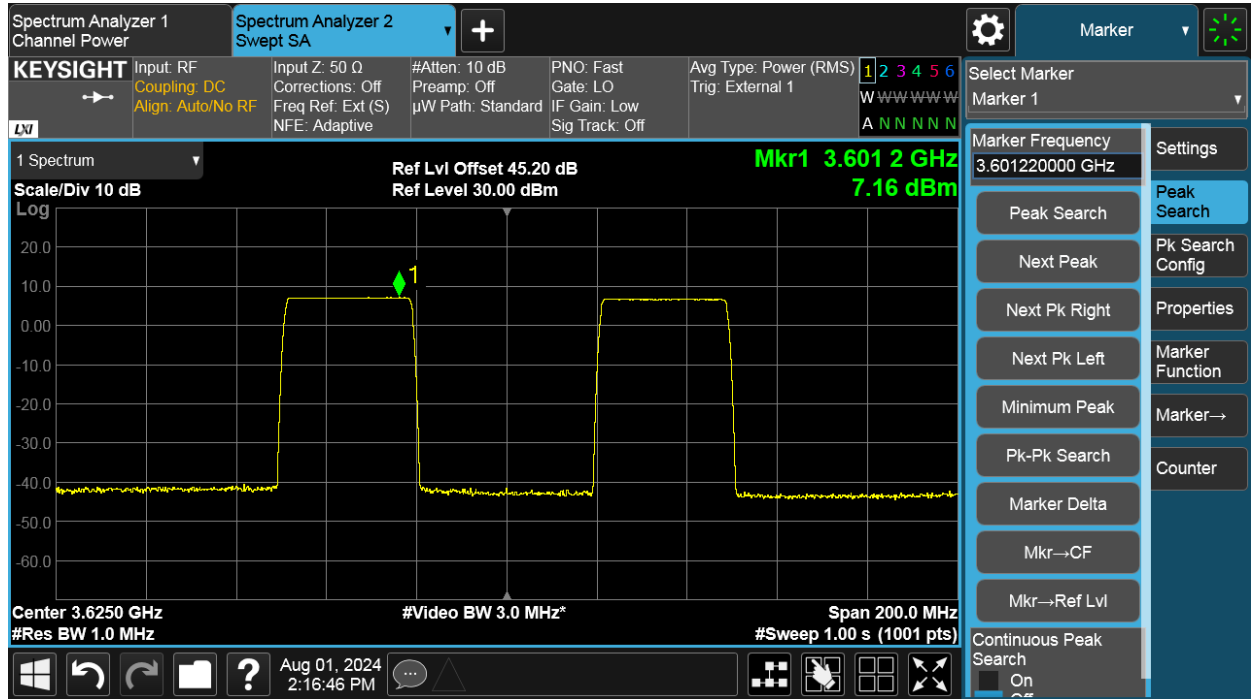 Spectrum Analyzer 1
Channel Power
Spectrum Analyzer 2
Swept SA
Marker
KEYSIGHT
LXI
Input: RF
Coupling: DC
Align: Auto/No RF
Input Z: 50 Ω
Corrections: Off
Freq Ref: Ext (S)
NFE: Adaptive
#Atten: 10 dB
Preamp: Off
µW Path: Standard
PNO: Fast
Gate: LO
IF Gain: Low
Sig Track: Off
Avg Type: Power (RMS)
Trig: External 1
1 2 3 4 5 6
W W W W W W
A N N N N N
Select Marker
Marker 1
1 Spectrum
Scale/Div 10 dB
Ref Lvl Offset 45.20 dB
Ref Level 30.00 dBm
Mkr1 3.601 2 GHz
7.16 dBm
Log
20.0
10.0
0.00
-10.0
-20.0
-30.0
-40.0
-50.0
-60.0
1
Center 3.6250 GHz
#Res BW 1.0 MHz
#Video BW 3.0 MHz*
Span 200.0 MHz
#Sweep 1.00 s (1001 pts)
Marker Frequency
3.601220000 GHz
Peak Search
Next Peak
Next Pk Right
Next Pk Left
Minimum Peak
Pk-Pk Search
Marker Delta
Mkr→CF
Mkr→Ref Lvl
Continuous Peak
Search
On
Off
Settings
Peak
Search
Pk Search
Config
Properties
Marker
Function
Marker→
Counter
?
Aug 01, 2024
2:16:46 PM